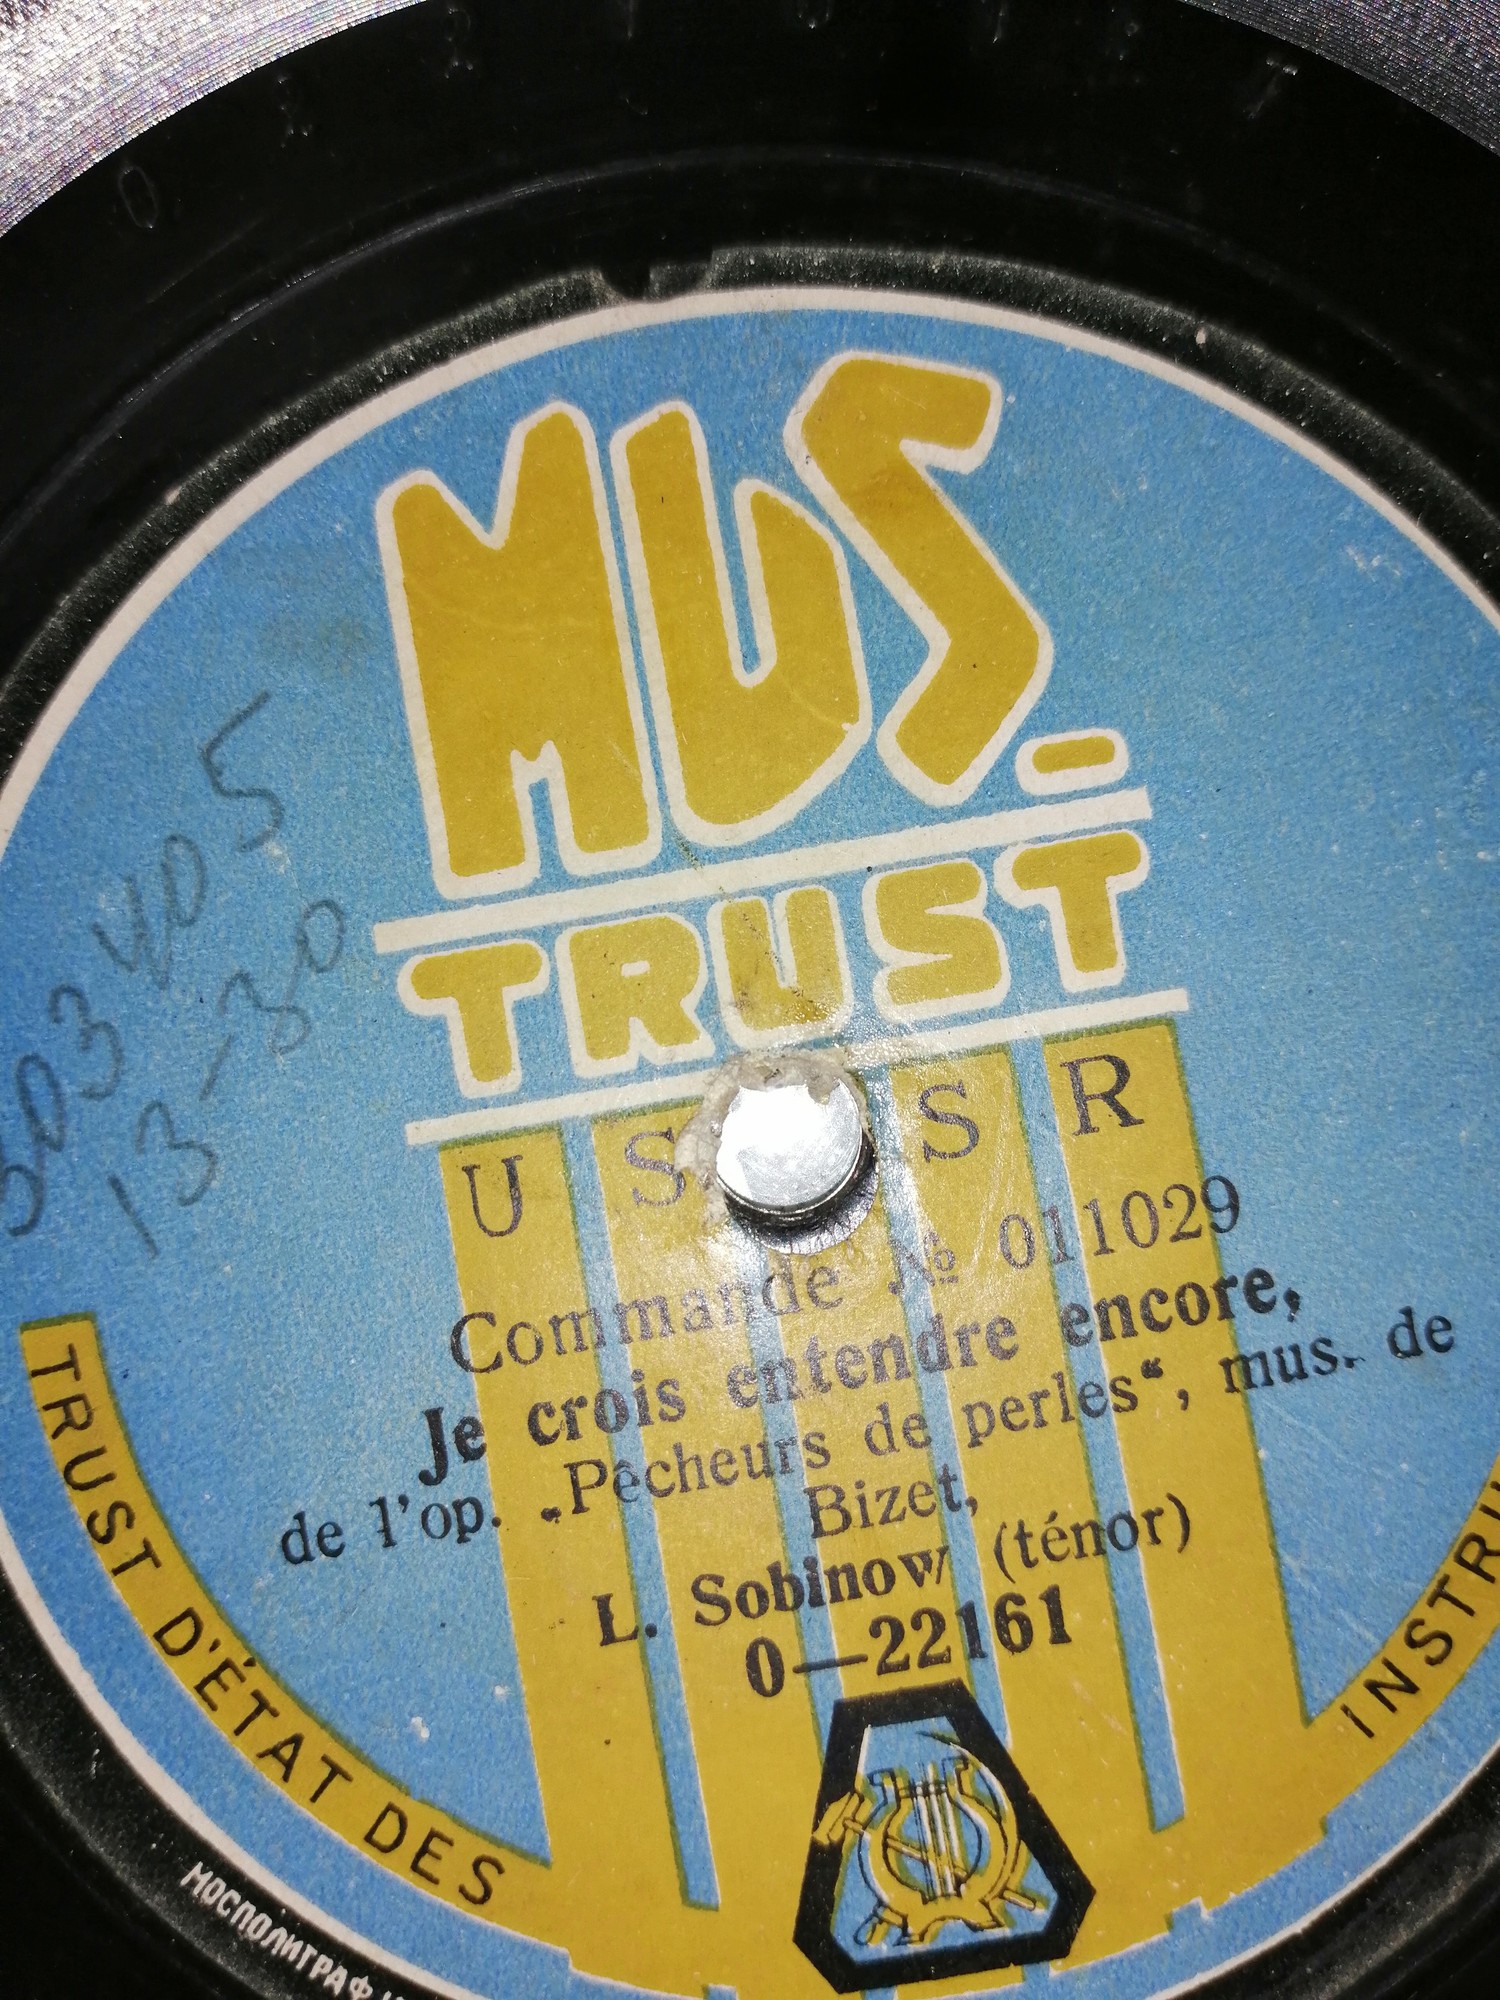 MUS.
TRUST
U S S R
Commande № 011029
Je crois entendre encore,
de l'op. „Pêcheurs de perles“, mus. de
Bizet,
L. Sobinow (ténor)
0—22161
TRUST D'ÉTAT DES
МОСПОЛИГРАФ
405
13-30